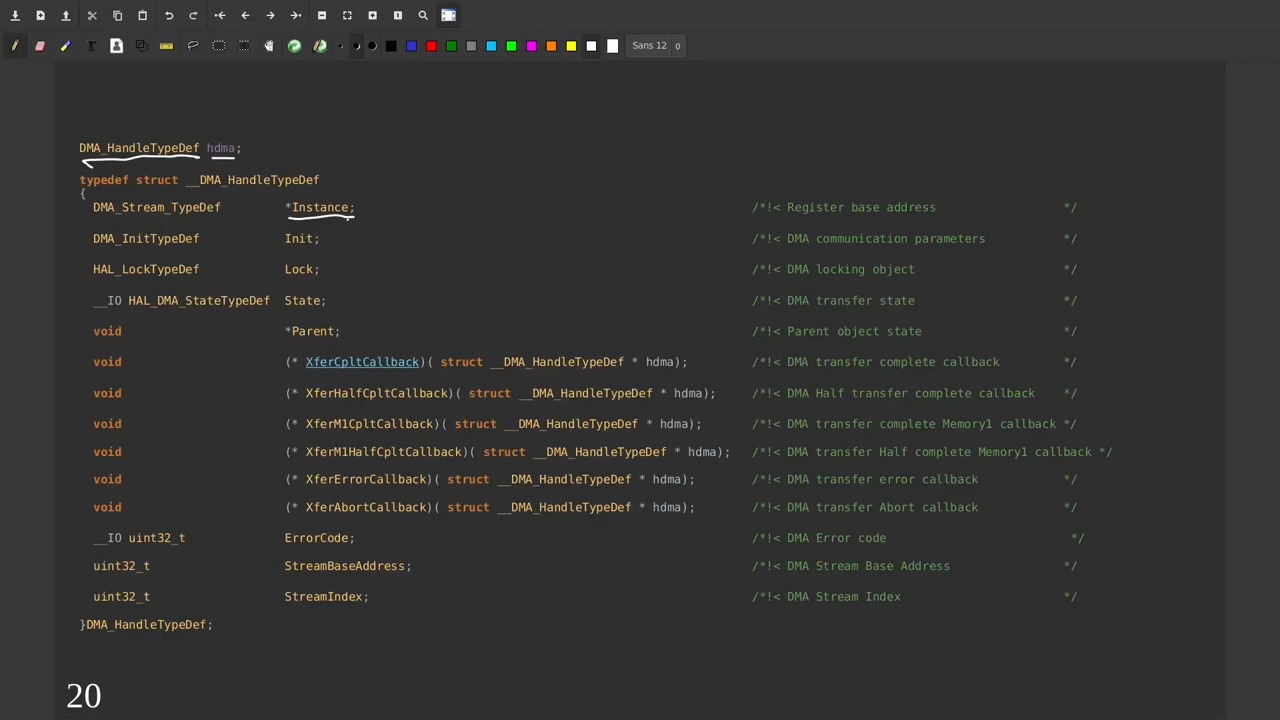 Sans 12 0
DMA_HandleTypeDef hdma;
typedef struct __DMA_HandleTypeDef
{
DMA_Stream_TypeDef *Instance; /*!< Register base address */
DMA_InitTypeDef Init; /*!< DMA communication parameters */
HAL_LockTypeDef Lock; /*!< DMA locking object */
__IO HAL_DMA_StateTypeDef State; /*!< DMA transfer state */
void *Parent; /*!< Parent object state */
void (* XferCpltCallback)( struct __DMA_HandleTypeDef * hdma); /*!< DMA transfer complete callback */
void (* XferHalfCpltCallback)( struct __DMA_HandleTypeDef * hdma); /*!< DMA Half transfer complete callback */
void (* XferM1CpltCallback)( struct __DMA_HandleTypeDef * hdma); /*!< DMA transfer complete Memory1 callback */
void (* XferM1HalfCpltCallback)( struct __DMA_HandleTypeDef * hdma); /*!< DMA transfer Half complete Memory1 callback */
void (* XferErrorCallback)( struct __DMA_HandleTypeDef * hdma); /*!< DMA transfer error callback */
void (* XferAbortCallback)( struct __DMA_HandleTypeDef * hdma); /*!< DMA transfer Abort callback */
__IO uint32_t ErrorCode; /*!< DMA Error code */
uint32_t StreamBaseAddress; /*!< DMA Stream Base Address */
uint32_t StreamIndex; /*!< DMA Stream Index */
}DMA_HandleTypeDef;
20